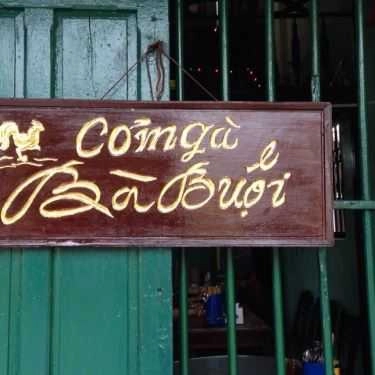 Cơm gà
Bà Buội